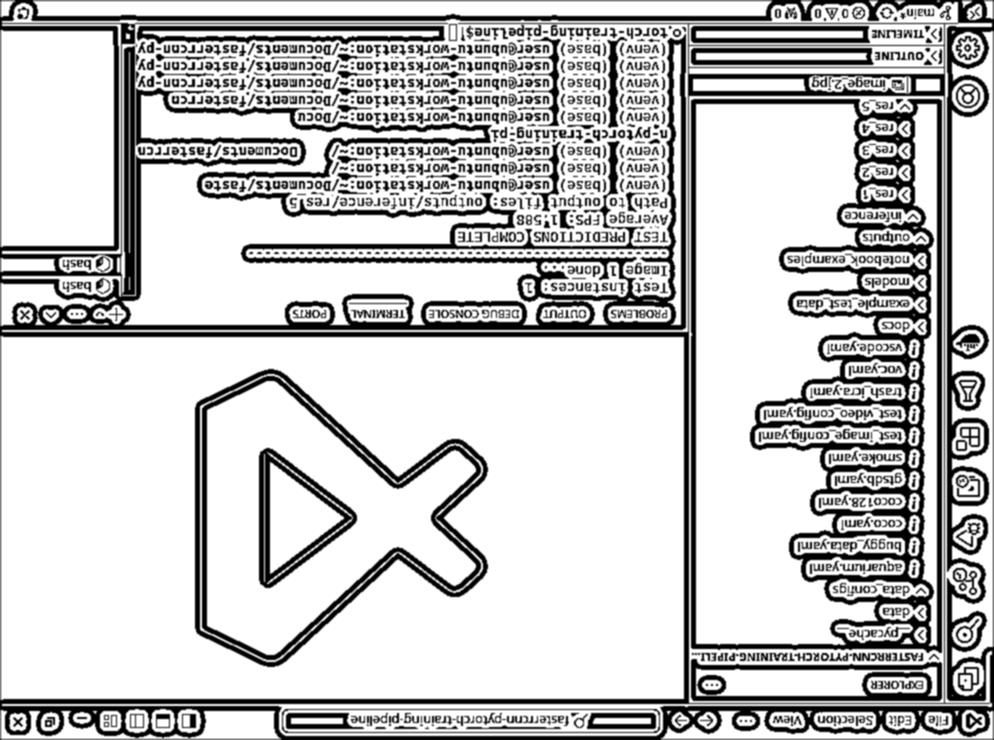 File Edit Selection View ... fasterrcnn-pytorch-training-pipeline
EXPLORER ...
FASTERRCNN-PYTORCH-TRAINING-PIPELI...
__pycache__
data
data_configs
aquarium.yaml
buggy_data.yaml
coco.yaml
coco128.yaml
gtsdb.yaml
smoke.yaml
test_image_config.yaml
test_video_config.yaml
trash_icra.yaml
voc.yaml
vscode.yaml
docs
example_test_data
models
notebook_examples
outputs
inference
res_1
res_2
res_3
res_4
res_5
image_2.jpg
OUTLINE
TIMELINE
PROBLEMS OUTPUT DEBUG CONSOLE TERMINAL PORTS
Test instances: 1
Image 1 done...
--------------------------------------------------
TEST PREDICTIONS COMPLETE
Average FPS: 1.588
Path to output files: outputs/inference/res_5
(venv) (base) user@ubuntu-workstation:~/Documents/faste
(venv) (base) user@ubuntu-workstation:~/
(venv) (base) user@ubuntu-workstation:~/ Documents/fasterrcn
n-pytorch-training-pi
(venv) (base) user@ubuntu-workstation:~/Docu
(venv) (base) user@ubuntu-workstation:~/Documents/fasterrcn
(venv) (base) user@ubuntu-workstation:~/Documents/fasterrcnn-py
(venv) (base) user@ubuntu-workstation:~/Documents/fasterrcnn-py
(venv) (base) user@ubuntu-workstation:~/Documents/fasterrcnn-py
torch-training-pipeline$
bash
bash
main* 0 0 0